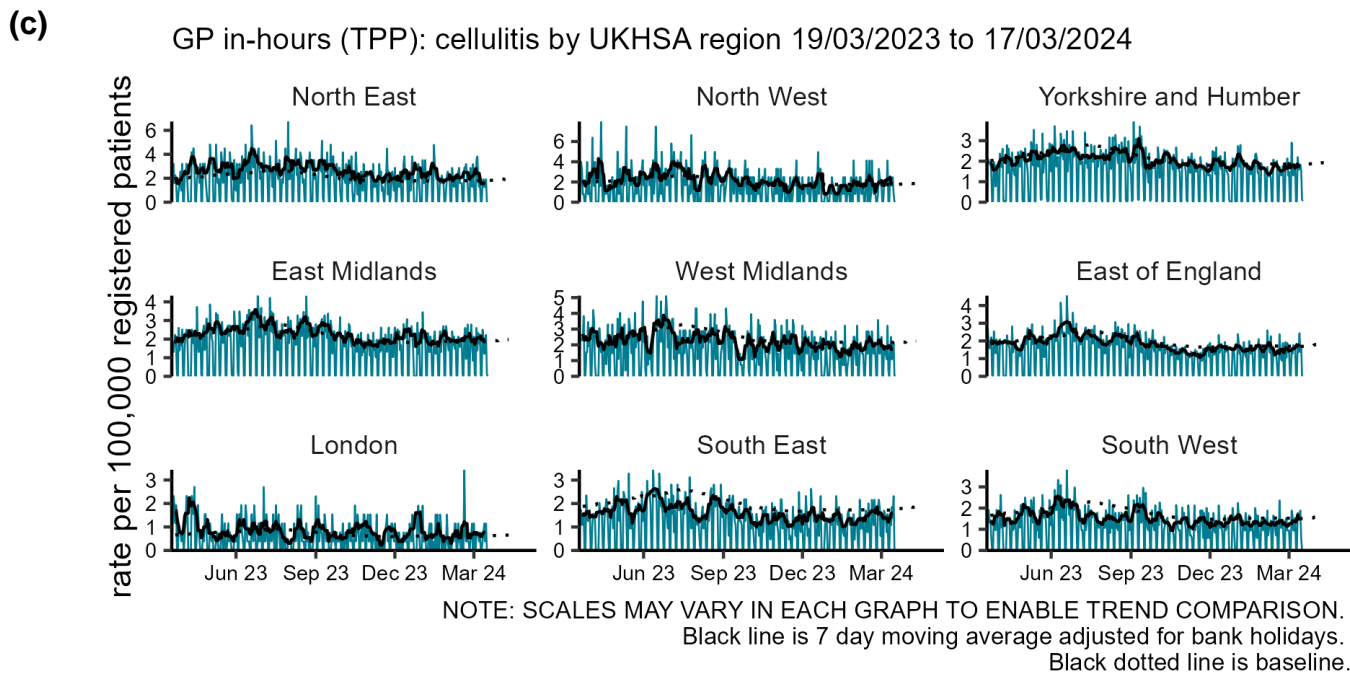 (c)
GP in-hours (TPP): cellulitis by UKHSA region 19/03/2023 to 17/03/2024
rate per 100,000 registered patients
North East
6
4
2
0
North West
6
4
2
0
Yorkshire and Humber
3
2
1
0
East Midlands
4
3
2
1
0
West Midlands
5
4
3
2
1
0
East of England
4
3
2
1
0
London
3
2
1
0
Jun 23 Sep 23 Dec 23 Mar 24
South East
3
2
1
0
Jun 23 Sep 23 Dec 23 Mar 24
South West
3
2
1
0
Jun 23 Sep 23 Dec 23 Mar 24
NOTE: SCALES MAY VARY IN EACH GRAPH TO ENABLE TREND COMPARISON.
Black line is 7 day moving average adjusted for bank holidays.
Black dotted line is baseline.